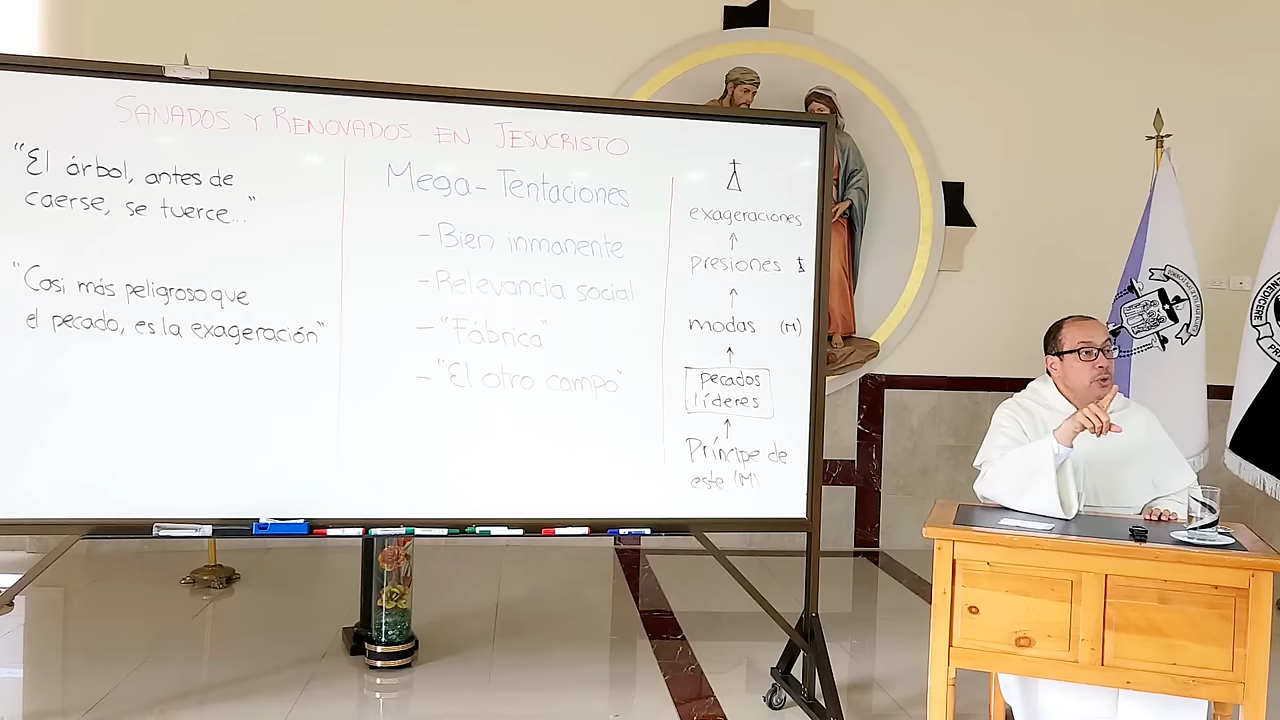 SANADOS Y RENOVADOS EN JESUCRISTO
"El árbol, antes de
caerse, se tuerce..."
"Casi más peligroso que
el pecado, es la exageración"
Mega-Tentaciones:
-Bien inmanente
-Relevancia social
-"Fábrica"
-"El otro campo"
exageraciones
↑
presiones
↑
modas (M)
↑
pecados
líderes
↑
Príncipe de
este (M)